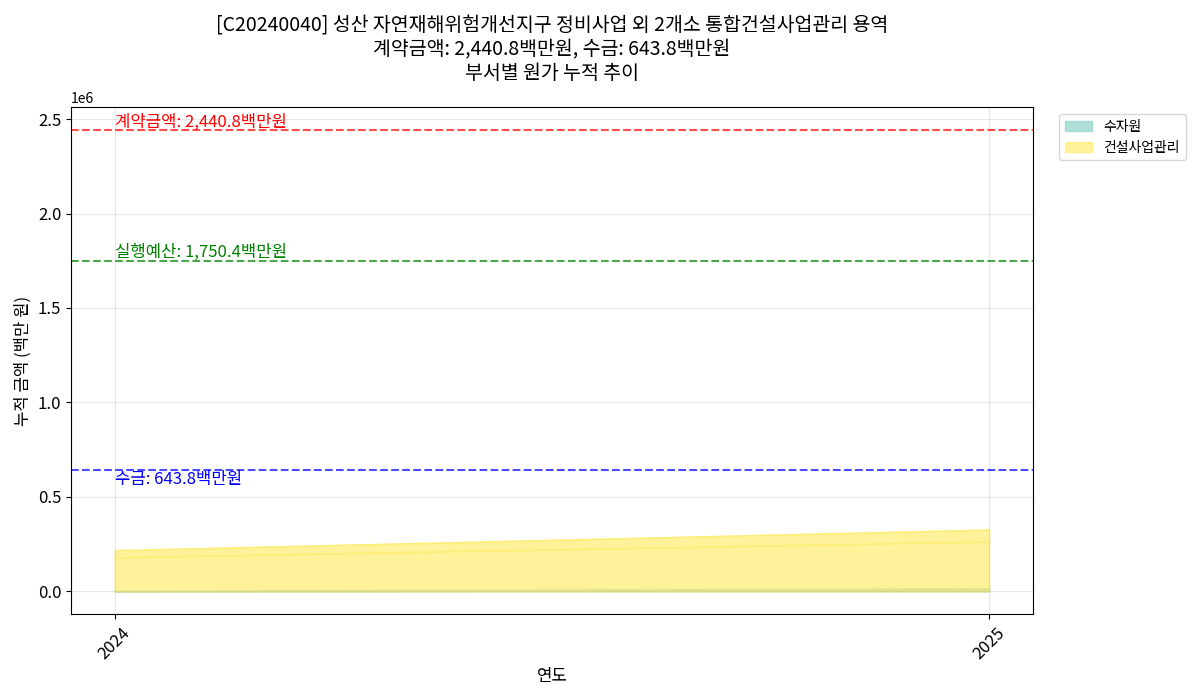 [C20240040] 성산 자연재해위험개선지구 정비사업 외 2개소 통합건설사업관리 용역
계약금액: 2,440.8백만원, 수금: 643.8백만원
부서별 원가 누적 추이
1e6
2.5
계약금액: 2,440.8백만원
수자원
건설사업관리
2.0
실행예산: 1,750.4백만원
1.5
누적 금액 (백만 원)
1.0
수금: 643.8백만원
0.5
0.0
2024
2025
연도